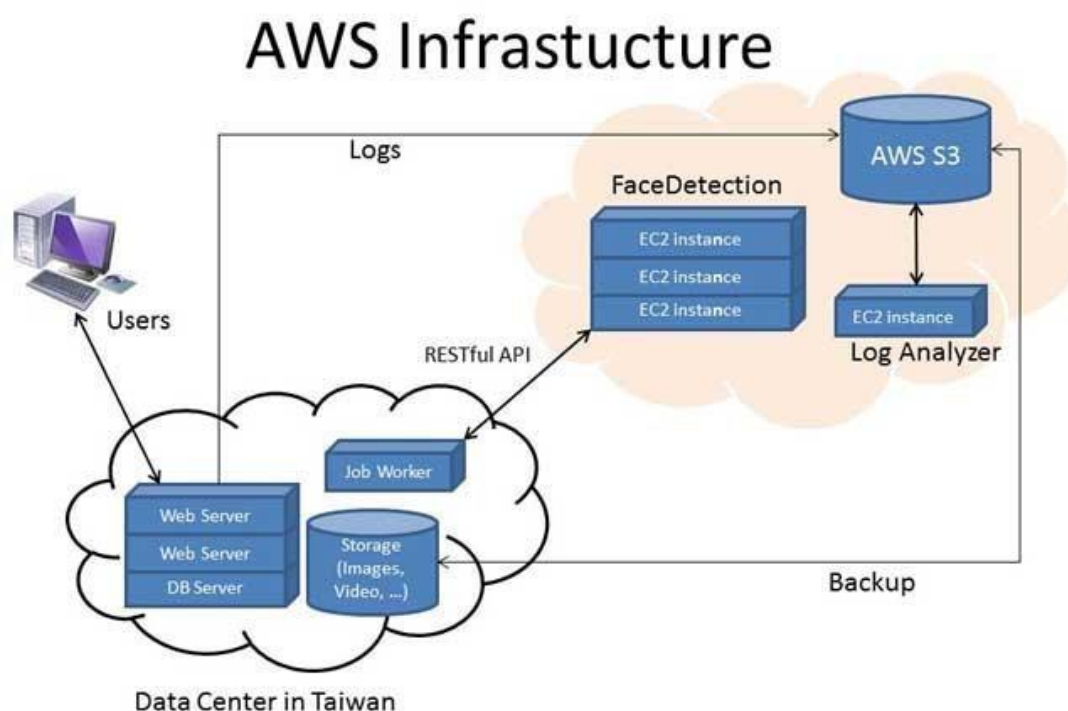 AWS Infrastucture
Logs
AWS S3
FaceDetection
EC2 instance
EC2 instance
EC2 instance
EC2 instance
Log Analyzer
Users
RESTful API
Job Worker
Web Server
Web Server
DB Server
Storage
(Images,
Video, ...)
Backup
Data Center in Taiwan